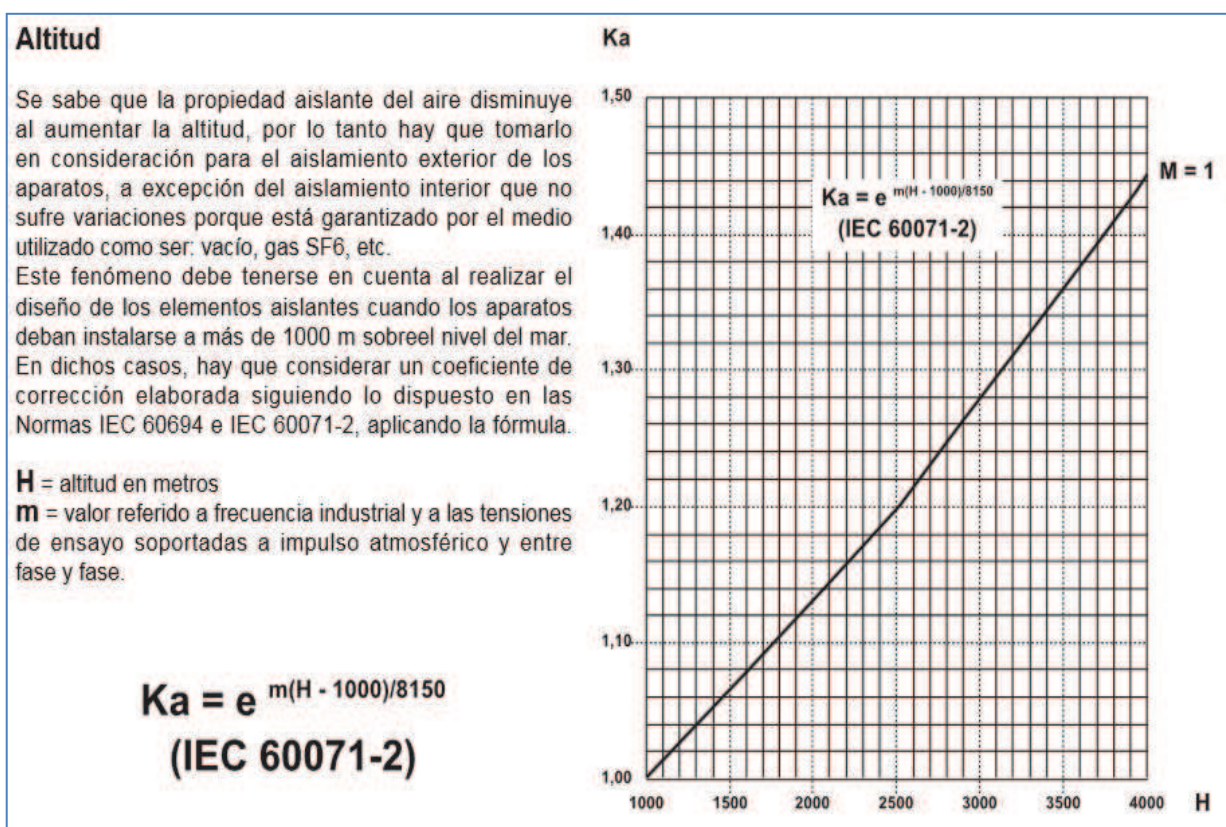 Altitud
Se sabe que la propiedad aislante del aire disminuye
al aumentar la altitud, por lo tanto hay que tomarlo
en consideración para el aislamiento exterior de los
aparatos, a excepción del aislamiento interior que no
sufre variaciones porque está garantizado por el medio
utilizado como ser: vacío, gas SF6, etc.
Este fenómeno debe tenerse en cuenta al realizar el
diseño de los elementos aislantes cuando los aparatos
deban instalarse a más de 1000 m sobreel nivel del mar.
En dichos casos, hay que considerar un coeficiente de
corrección elaborada siguiendo lo dispuesto en las
Normas IEC 60694 e IEC 60071-2, aplicando la fórmula.
H = altitud en metros
m = valor referido a frecuencia industrial y a las tensiones
de ensayo soportadas a impulso atmosférico y entre
fase y fase.
Ka = e m(H - 1000)/8150
(IEC 60071-2)
Ka
1,50
1,40
1,30
1,20
1,10
1,00
Ka = e m(H - 1000)/8150
(IEC 60071-2)
M = 1
1000 1500 2000 2500 3000 3500 4000 H